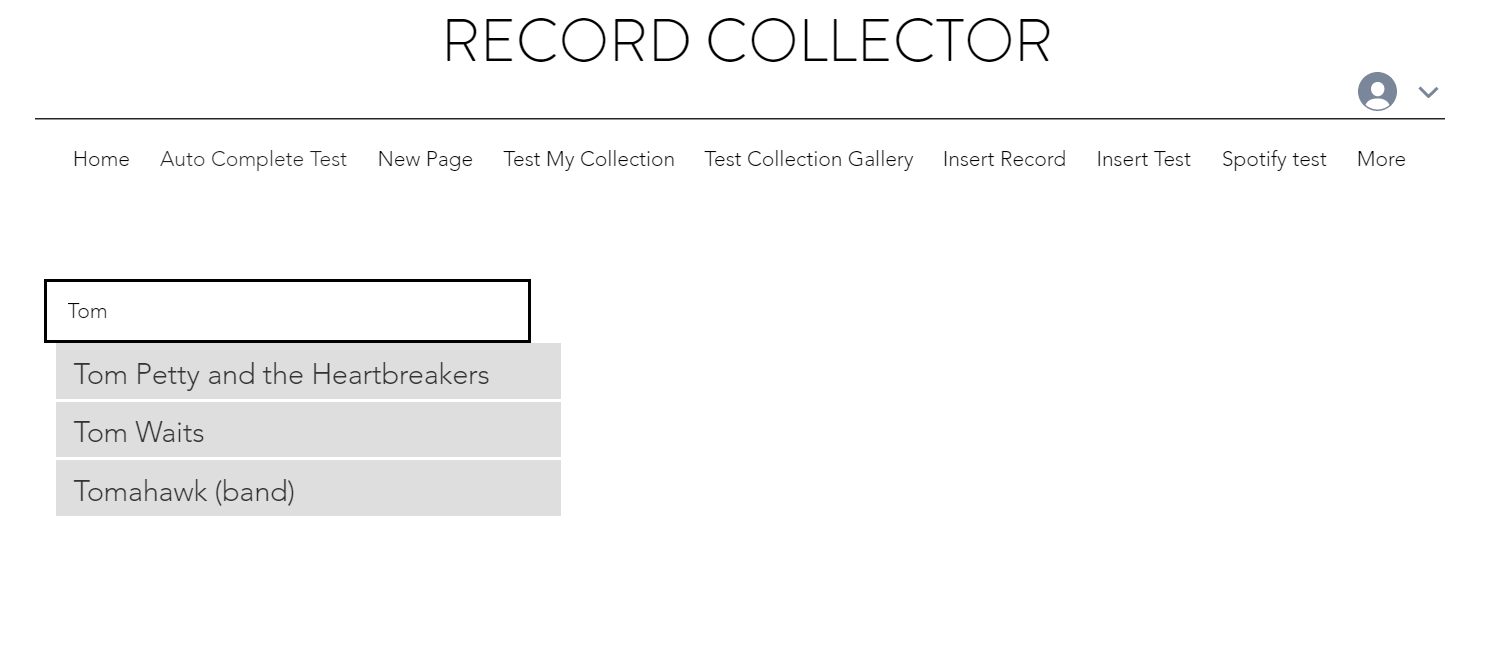 RECORD COLLECTOR
Home Auto Complete Test New Page Test My Collection Test Collection Gallery Insert Record Insert Test Spotify test More
Tom
Tom Petty and the Heartbreakers
Tom Waits
Tomahawk (band)